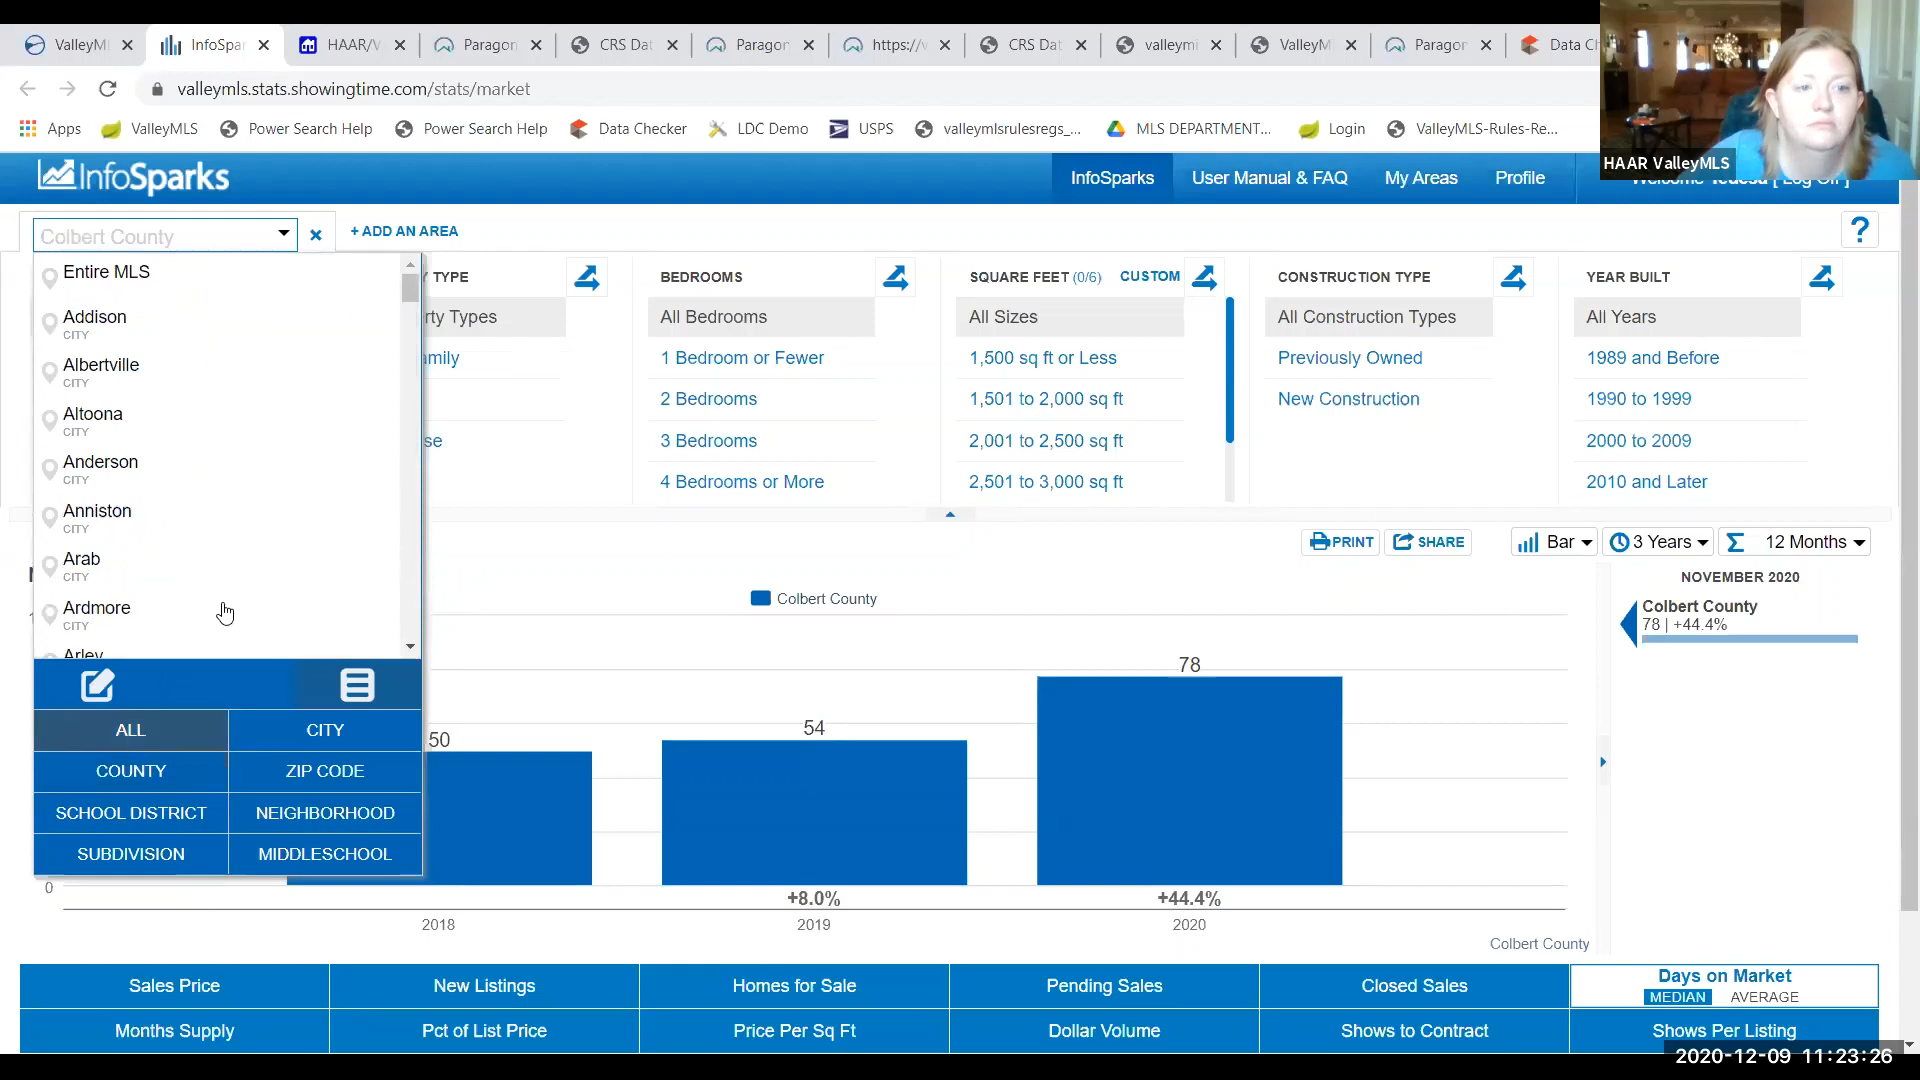 ValleyMl
InfoSpar
HAAR/V
Paragon
CRS Dat
Paragon
https://v
CRS Dat
valleyml
ValleyM
Paragon
Data Ch
valleymls.stats.showingtime.com/stats/market
Apps
ValleyMLS
Power Search Help
Power Search Help
Data Checker
LDC Demo
USPS
valleymlsrulesregs_...
MLS DEPARTMENT...
Login
ValleyMLS-Rules-Re...
HAAR ValleyMLS
InfoSparks
InfoSparks
User Manual & FAQ
My Areas
Profile
Colbert County
+ ADD AN AREA
?
Entire MLS
Addison
CITY
Albertville
CITY
Altoona
CITY
Anderson
CITY
Anniston
CITY
Arab
CITY
Ardmore
CITY
Arley
ALL
CITY
COUNTY
ZIP CODE
SCHOOL DISTRICT
NEIGHBORHOOD
SUBDIVISION
MIDDLESCHOOL
Y TYPE
rty Types
amily
se
BEDROOMS
All Bedrooms
1 Bedroom or Fewer
2 Bedrooms
3 Bedrooms
4 Bedrooms or More
SQUARE FEET (0/6) CUSTOM
All Sizes
1,500 sq ft or Less
1,501 to 2,000 sq ft
2,001 to 2,500 sq ft
2,501 to 3,000 sq ft
CONSTRUCTION TYPE
All Construction Types
Previously Owned
New Construction
YEAR BUILT
All Years
1989 and Before
1990 to 1999
2000 to 2009
2010 and Later
PRINT
SHARE
Bar
3 Years
12 Months
NOVEMBER 2020
Colbert County
78 | +44.4%
Colbert County
50
54
78
0
+8.0%
+44.4%
2018
2019
2020
Colbert County
Sales Price
New Listings
Homes for Sale
Pending Sales
Closed Sales
Days on Market
MEDIAN AVERAGE
Months Supply
Pct of List Price
Price Per Sq Ft
Dollar Volume
Shows to Contract
Shows Per Listing
2020-12-09 11:23:26